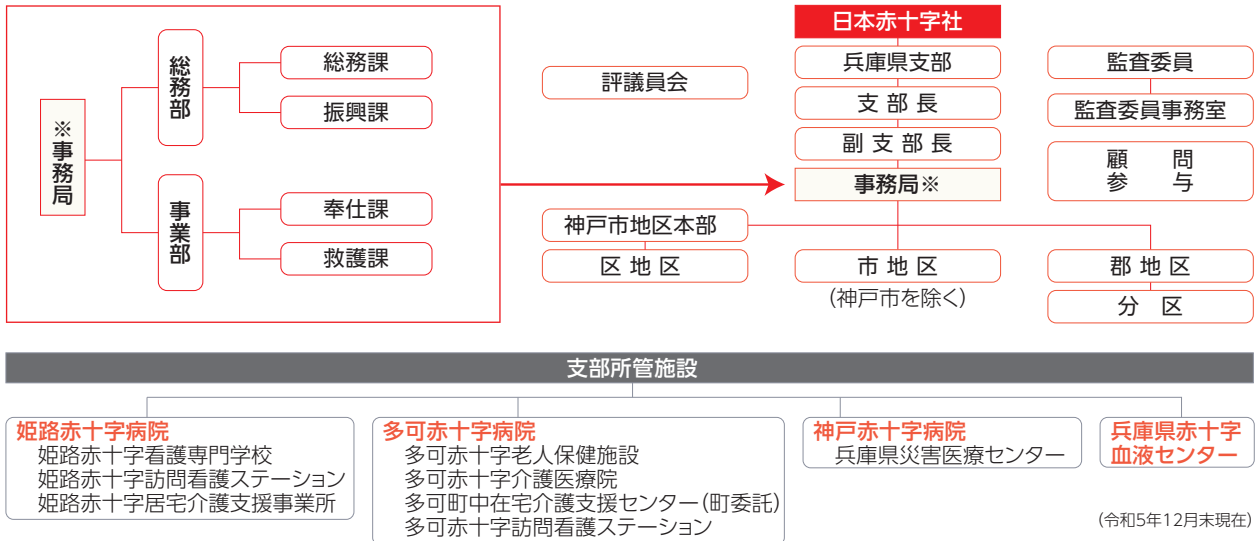 ※事務局
総務部
総務課
振興課
事業部
奉仕課
救護課
日本赤十字社
兵庫県支部
支部長
副支部長
事務局※
評議員会
監査委員
監査委員事務室
顧　問
参　与
神戸市地区本部
区地区
市地区
(神戸市を除く)
郡地区
分　区
支部所管施設
姫路赤十字病院
姫路赤十字看護専門学校
姫路赤十字訪問看護ステーション
姫路赤十字居宅介護支援事業所
多可赤十字病院
多可赤十字老人保健施設
多可赤十字介護医療院
多可町中在宅介護支援センター(町委託)
多可赤十字訪問看護ステーション
神戸赤十字病院
兵庫県災害医療センター
兵庫県赤十字
血液センター
(令和5年12月末現在)